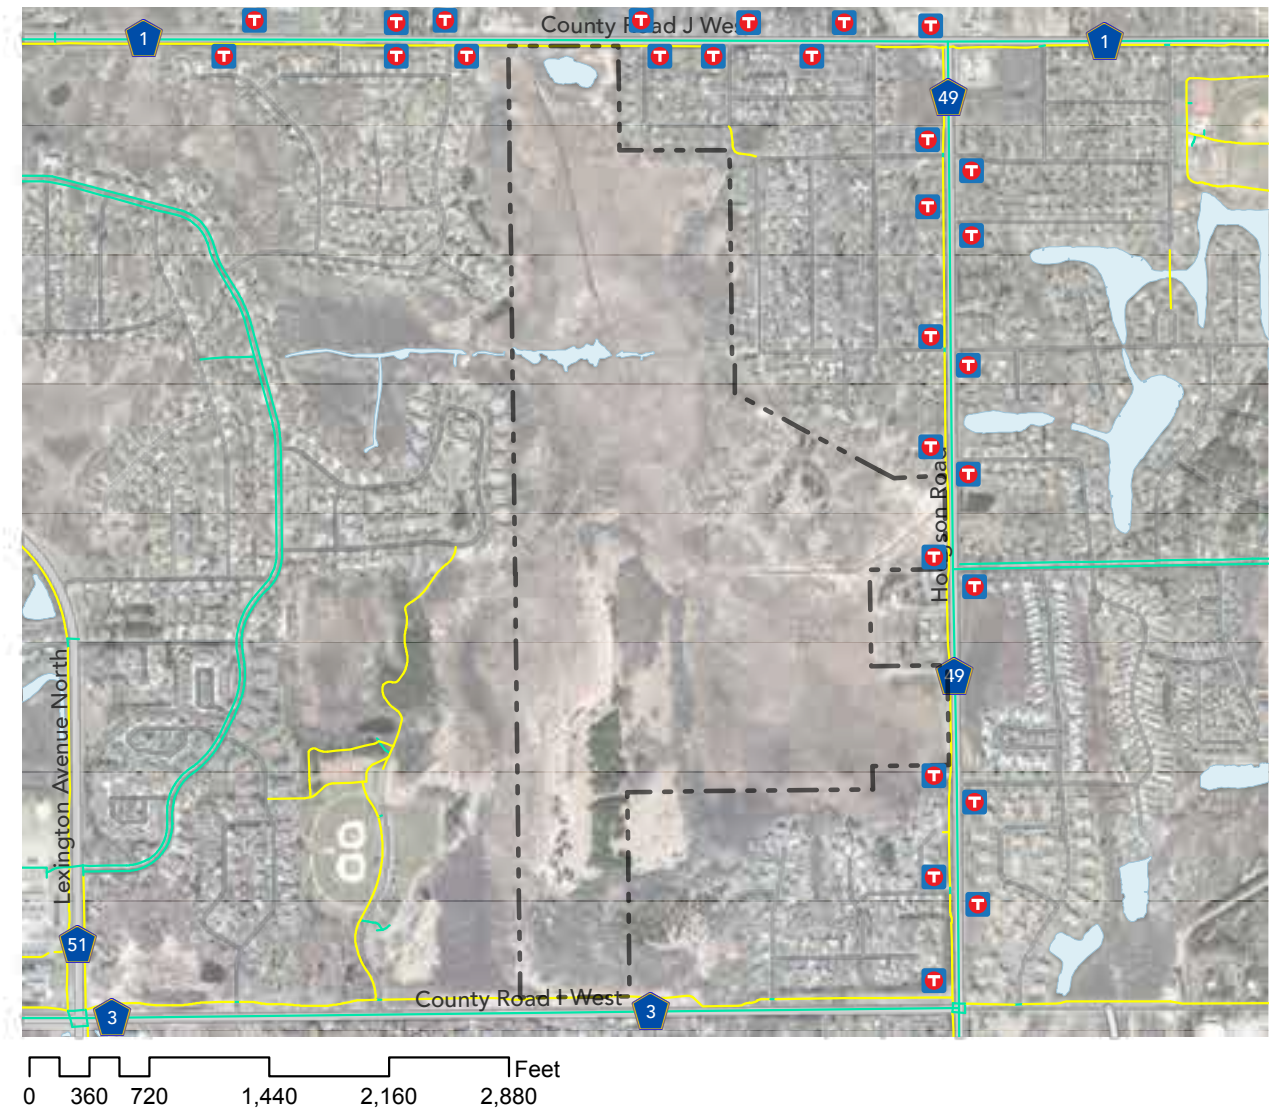 T T T T T T T
County Road J West
1
1
T T T T T T
49
T
T
T
T
T
T
T
T
Hodgson Road
T
T
49
Lexington Avenue North
T
T
T
T
51
T
County Road I West
3
3
Feet
0 360 720 1,440 2,160 2,880